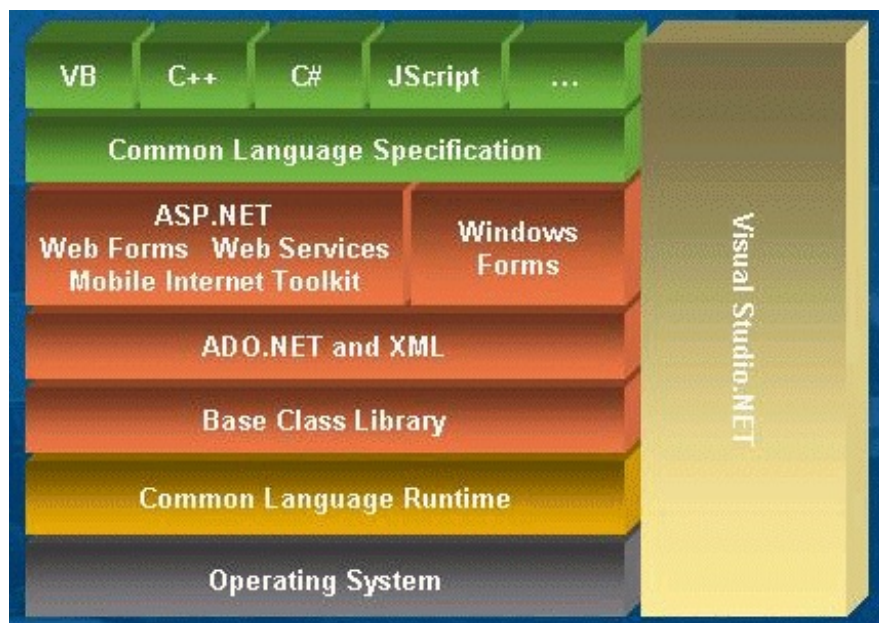 VB C++ C# JScript ...
Common Language Specification
ASP.NET
Web Forms Web Services
Mobile Internet Toolkit
Windows
Forms
ADO.NET and XML
Base Class Library
Common Language Runtime
Operating System
Visual Studio.NET